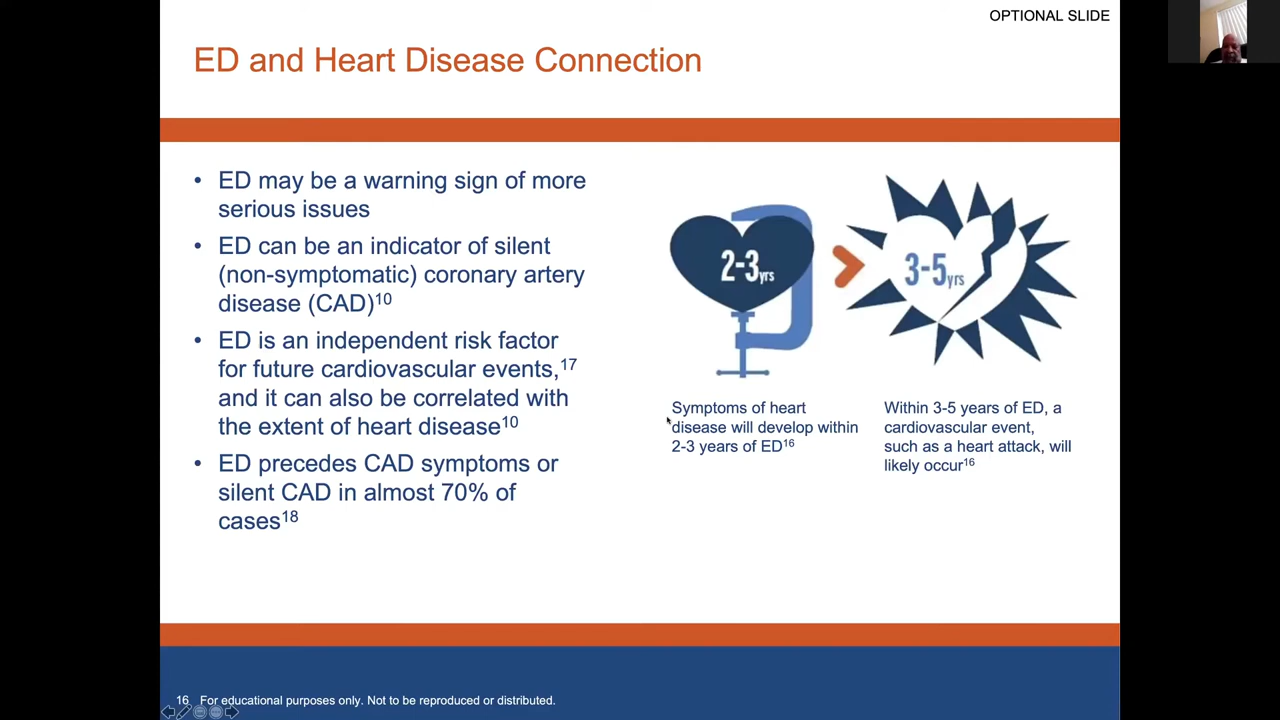 OPTIONAL SLIDE
ED and Heart Disease Connection
• ED may be a warning sign of more
serious issues
• ED can be an indicator of silent
(non-symptomatic) coronary artery
disease (CAD)10
• ED is an independent risk factor
for future cardiovascular events,17
and it can also be correlated with
the extent of heart disease10
• ED precedes CAD symptoms or
silent CAD in almost 70% of
cases18
2-3yrs
3-5yrs
Symptoms of heart
disease will develop within
2-3 years of ED16
Within 3-5 years of ED, a
cardiovascular event,
such as a heart attack, will
likely occur16
16 For educational purposes only. Not to be reproduced or distributed.